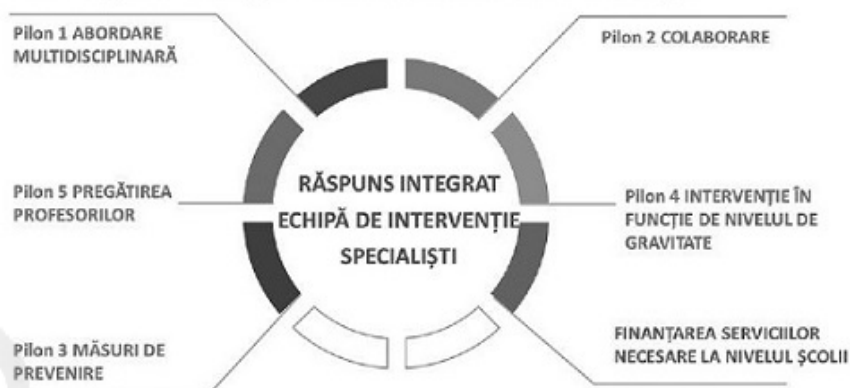 Pilon 1 ABORDARE
MULTIDISCIPLINARĂ
Pilon 2 COLABORARE
RĂSPUNS INTEGRAT
ECHIPĂ DE INTERVENȚIE
SPECIALIȘTI
Pilon 5 PREGĂTIREA
PROFESORILOR
Pilon 4 INTERVENȚIE ÎN
FUNCȚIE DE NIVELUL DE
GRAVITATE
Pilon 3 MĂSURI DE
PREVENIRE
FINANȚAREA SERVICIILOR
NECESARE LA NIVELUL ȘCOLII